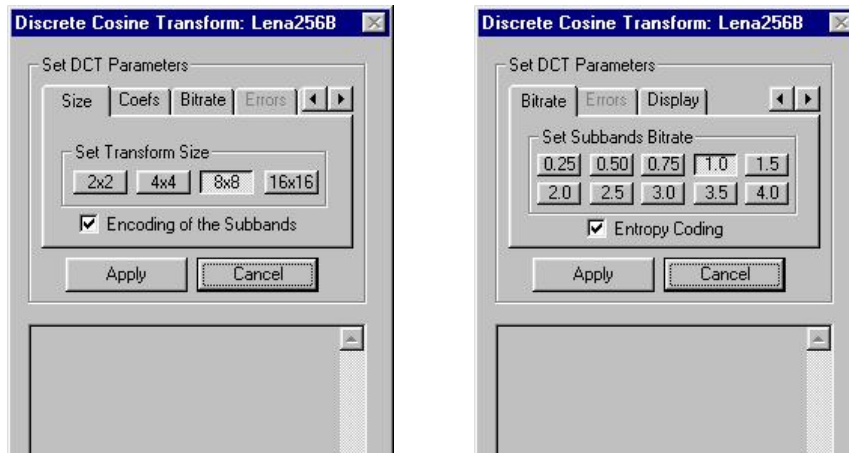 Discrete Cosine Transform: Lena256B
Set DCT Parameters
Size Coefs Bitrate Errors
Set Transform Size
2x2 4x4 8x8 16x16
Encoding of the Subbands
Apply Cancel
Discrete Cosine Transform: Lena256B
Set DCT Parameters
Bitrate Errors Display
Set Subbands Bitrate
0.25 0.50 0.75 1.0 1.5
2.0 2.5 3.0 3.5 4.0
Entropy Coding
Apply Cancel